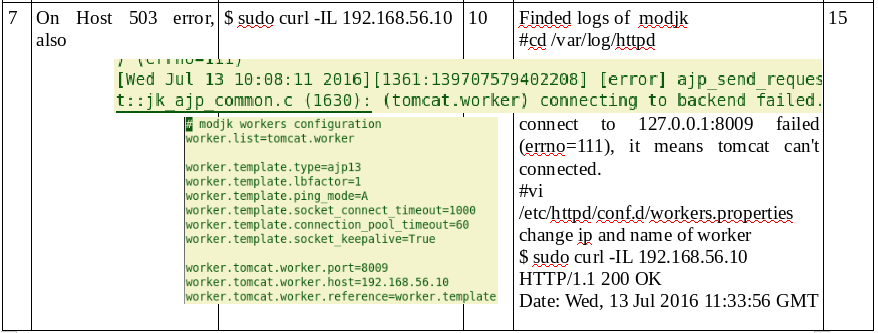 7
On Host 503 error,
also
$ sudo curl -IL 192.168.56.10
10
Finded logs of modjk
#cd /var/log/httpd
15
/ (errno=111)
[Wed Jul 13 10:08:11 2016][1361:139707579402208] [error] ajp_send_reques
t::jk_ajp_common.c (1630): (tomcat.worker) connecting to backend failed.
# modjk workers configuration
worker.list=tomcat.worker
worker.template.type=ajp13
worker.template.lbfactor=1
worker.template.ping_mode=A
worker.template.socket_connect_timeout=1000
worker.template.connection_pool_timeout=60
worker.template.socket_keepalive=True
worker.tomcat.worker.port=8009
worker.tomcat.worker.host=192.168.56.10
worker.tomcat.worker.reference=worker.template
connect to 127.0.0.1:8009 failed
(errno=111), it means tomcat can't
connected.
#vi
/etc/httpd/conf.d/workers.properties
change ip and name of worker
$ sudo curl -IL 192.168.56.10
HTTP/1.1 200 OK
Date: Wed, 13 Jul 2016 11:33:56 GMT